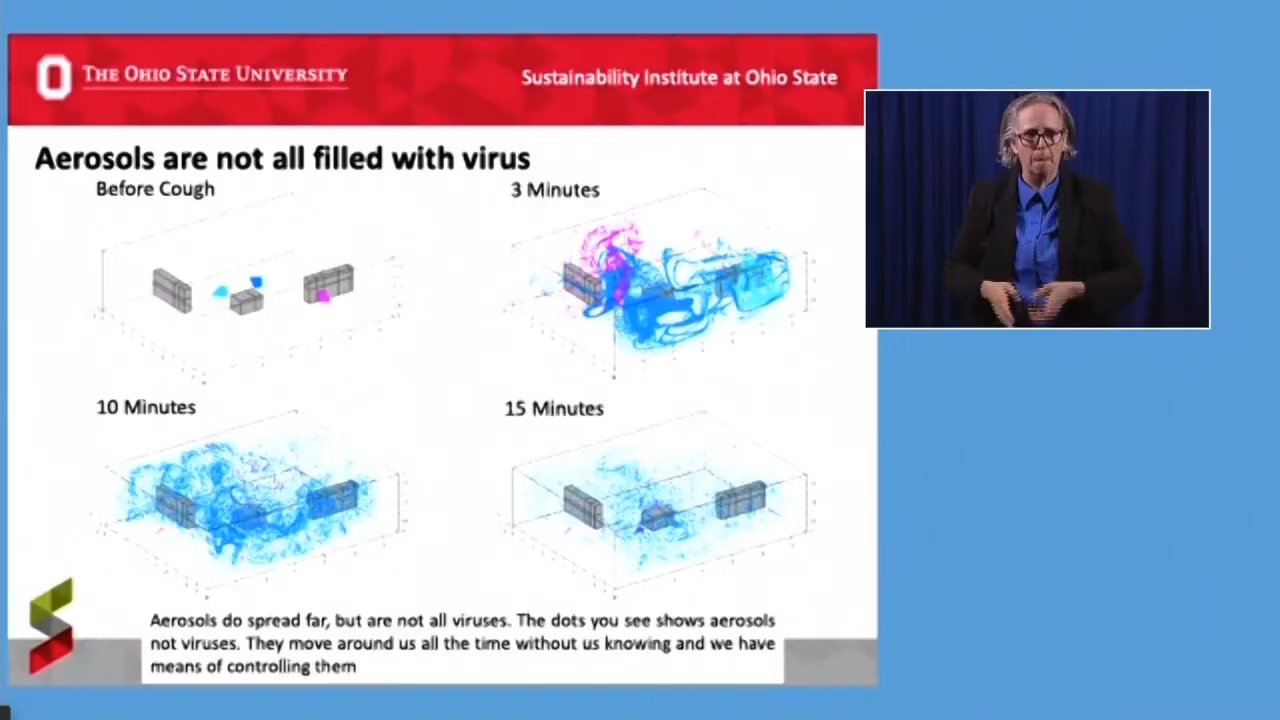 THE OHIO STATE UNIVERSITY
Sustainability Institute at Ohio State
Aerosols are not all filled with virus
Before Cough
3 Minutes
10 Minutes
15 Minutes
Aerosols do spread far, but are not all viruses. The dots you see shows aerosols
not viruses. They move around us all the time without us knowing and we have
means of controlling them